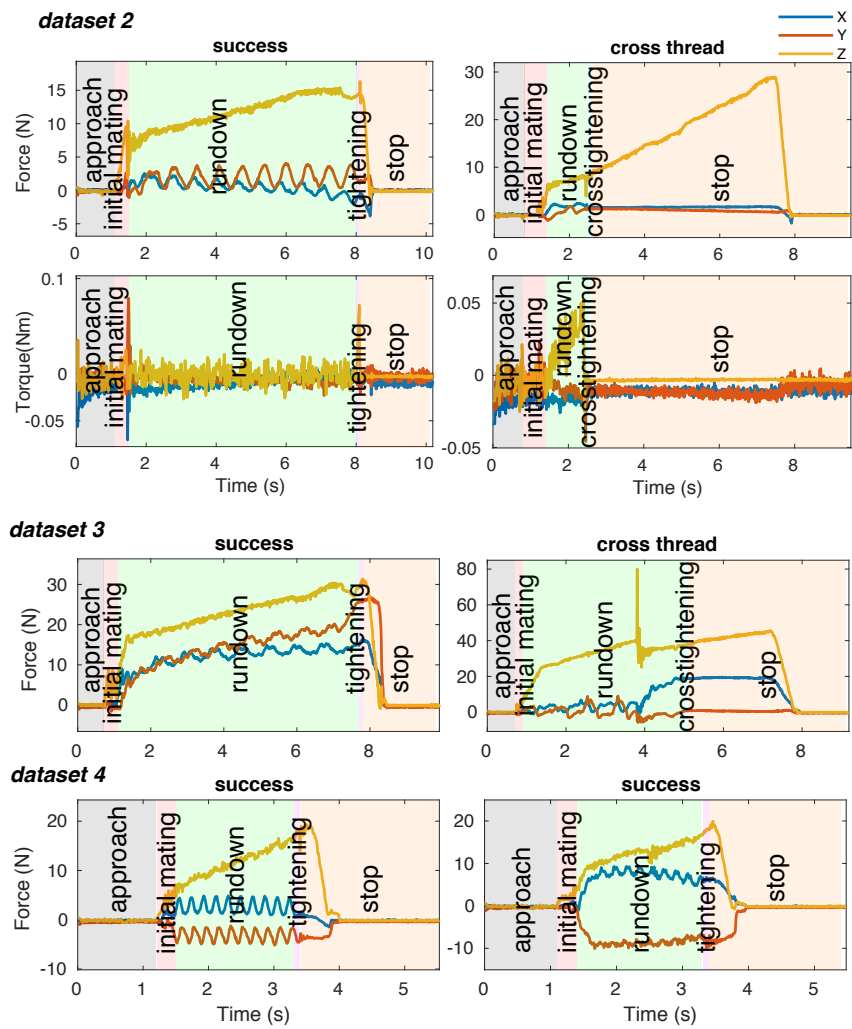 dataset 2
success
cross thread
X
Y
Z
Force (N)
15
10
5
0
-5
approach
initial mating
rundown
tightening
stop
0
2
4
6
8
10
30
20
10
0
approach
initial mating
rundown
crosstightening
stop
0
2
4
6
8
Torque(Nm)
0.1
0
-0.05
approach
initial mating
rundown
tightening
stop
0
2
4
6
8
10
Time (s)
0.05
0
-0.05
approach
initial mating
rundown
crosstightening
stop
0
2
4
6
8
Time (s)
dataset 3
success
cross thread
Force (N)
30
20
10
0
approach
initial mating
rundown
tightening
stop
0
2
4
6
8
80
60
40
20
0
approach
initial mating
rundown
crosstightening
stop
0
2
4
6
8
dataset 4
success
success
Force (N)
20
10
0
-10
approach
initial mating
rundown
tightening
stop
0
1
2
3
4
5
Time (s)
20
10
0
-10
approach
initial mating
rundown
tightening
stop
0
1
2
3
4
5
Time (s)